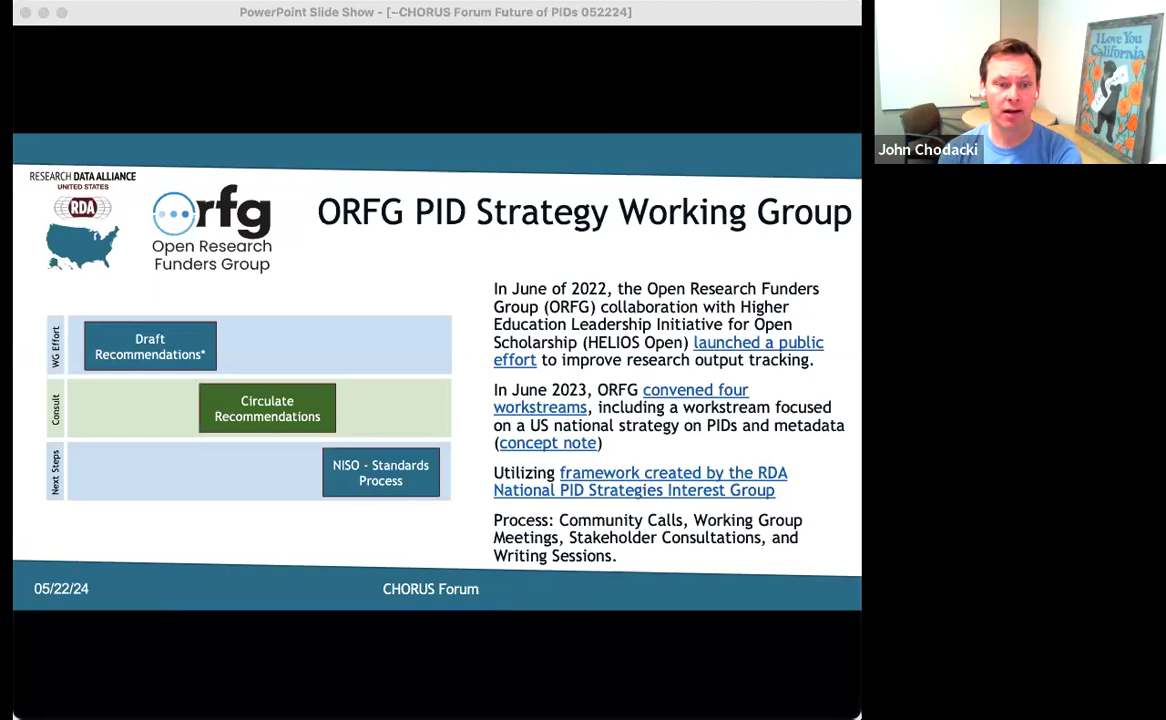 PowerPoint Slide Show - [~CHORUS Forum Future of PIDs 052224]
RESEARCH DATA ALLIANCE
UNITED STATES
RDA
orfg
Open Research
Funders Group
ORFG PID Strategy Working Group
WG Effort
Draft
Recommendations*
Consult
Circulate
Recommendations
Next Steps
NISO - Standards
Process
In June of 2022, the Open Research Funders
Group (ORFG) collaboration with Higher
Education Leadership Initiative for Open
Scholarship (HELIOS Open) launched a public
effort to improve research output tracking.
In June 2023, ORFG convened four
workstreams, including a workstream focused
on a US national strategy on PIDs and metadata
(concept note)
Utilizing framework created by the RDA
National PID Strategies Interest Group
Process: Community Calls, Working Group
Meetings, Stakeholder Consultations, and
Writing Sessions.
05/22/24
CHORUS Forum
I Love You
California
John Chodacki